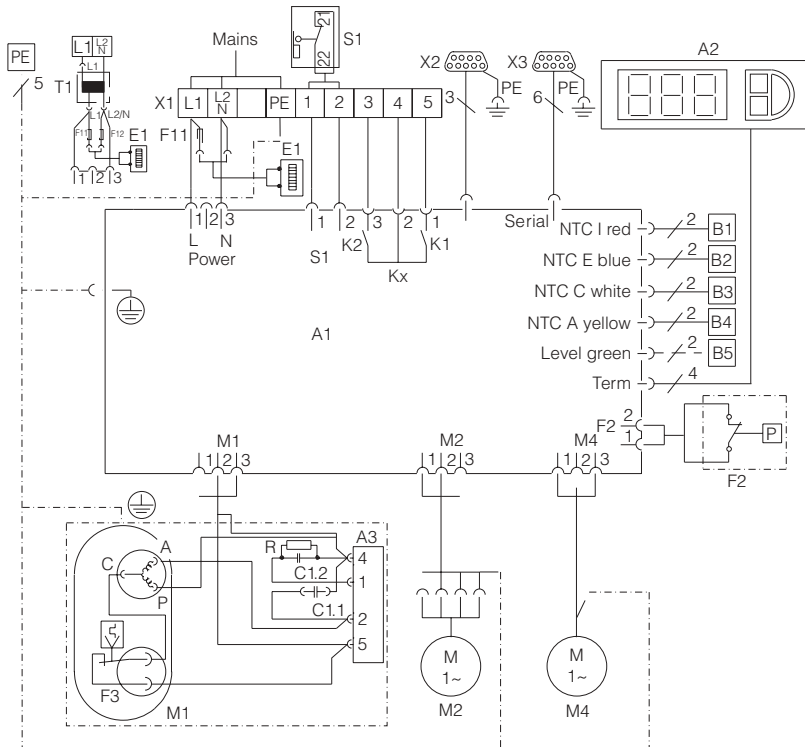 PE
5
L1 L2 N
L1
T1
L1 L2/N
F11 F12
E1
1 2 3
Mains
X1 L1 L2 N PE 1 2 3 4 5
F11
E1
21
22
S1
X2
PE
3
X3
PE
6
A2
1 2 3
L N
Power
1 2
S1
3 2 1
K2 K1
Kx
Serial
NTC I red 2 B1
NTC E blue 2 B2
NTC C white 2 B3
NTC A yellow 2 B4
Level green 2 B5
Term 4
A1
F2 2
1
P
F2
M1
1 2 3
M2
1 2 3
M4
1 2 3
A3
R
4
C1.2
1
C1.1
2
5
A
C
P
F3
M1
M
1~
M2
M
1~
M4